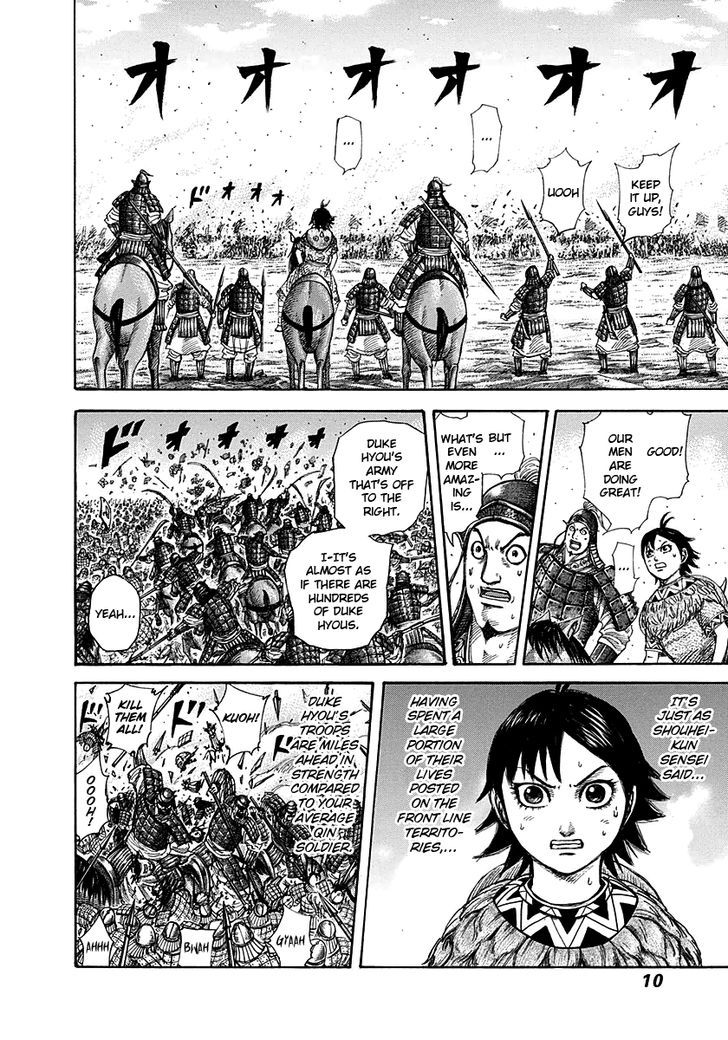 オ オ オ オ オ オ
KEEP
IT UP,
GUYS!
UOOH
...
...
ド オ オ オ
GOOD!
OUR
MEN
ARE
DOING
GREAT!
...
BUT
...
WHAT'S
EVEN
MORE
AMAZ-
ING
IS...
ド オ オ オ オ
DUKE
HYOU'S
ARMY
THAT'S OFF
TO THE
RIGHT.
I-IT'S
ALMOST AS
IF THERE ARE
HUNDREDS
OF DUKE
HYOUS.
YEAH...
IT'S
JUST AS
SHOUHEI-
KUN
SENSEI
SAID...
HAVING
SPENT A
LARGE
PORTION
OF THEIR
LIVES
POSTED
ON THE
FRONT LINE
TERRITO-
RIES,...
DUKE
HYOU'S
TROOPS
ARE MILES
AHEAD IN
STRENGTH
COMPARED
TO YOUR
AVERAGE
QIN
SOLDIER.
ド
KUOH!
ド
KILL
THEM
ALL!
OOOH!
GYAAH
BWAH
AHHH
10